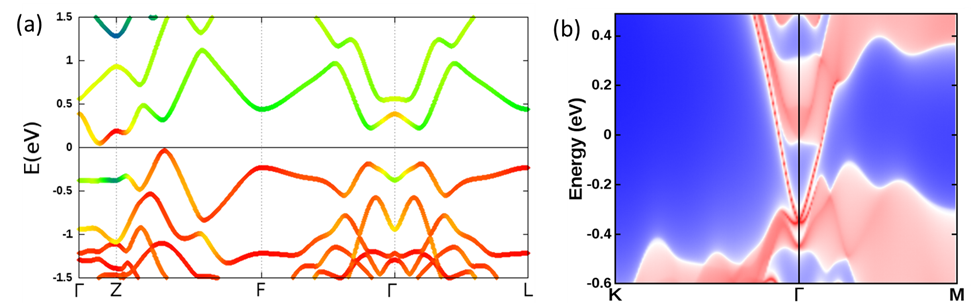 (a)
E(eV)
1.5
1
0.5
0
-0.5
-1
-1.5
Γ Z F Γ L
(b)
Energy (eV)
0.4
0.2
0
-0.2
-0.4
-0.6
K Γ M